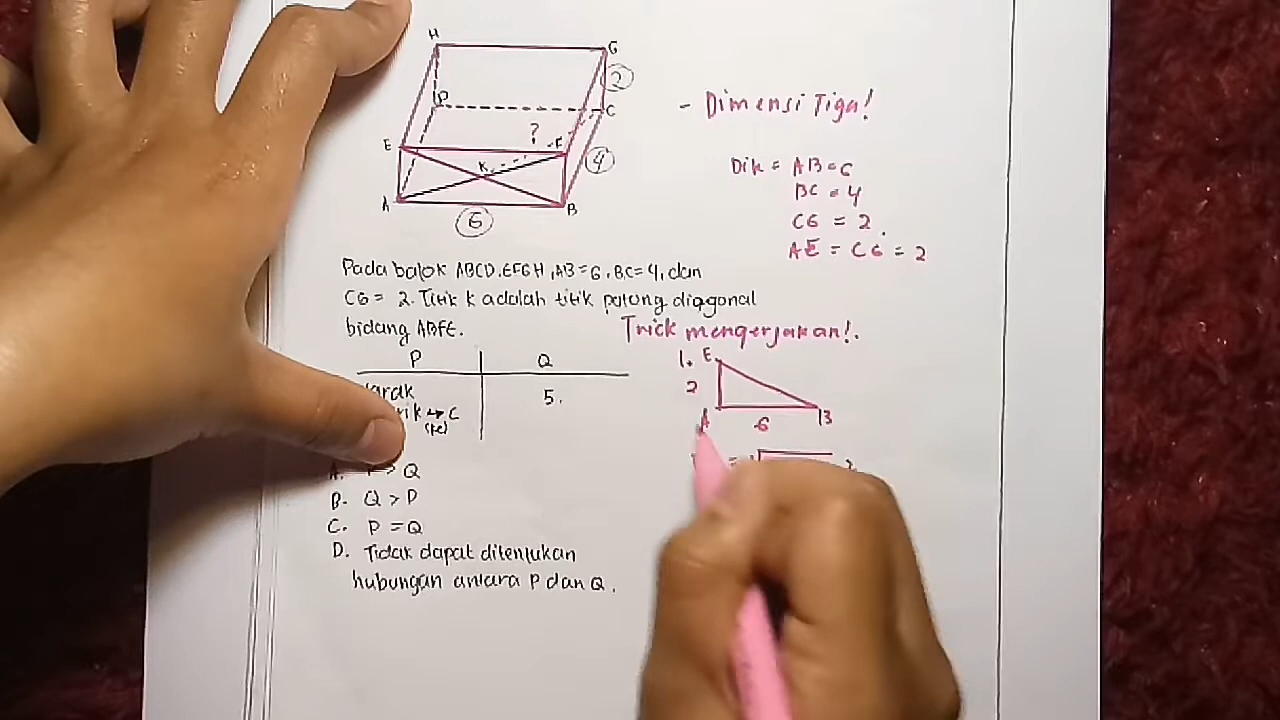 H
G
2
D
C
?
E
F
K
4
A
B
6
- Dimensi Tiga!
Dik = AB = 6
BC = 4
CG = 2.
AE = CG = 2
Pada balok ABCD.EFGH, AB = 6, BC = 4, dan
CG = 2. Titik K adalah titik potong diagonal
bidang ABFE.
Trick mengerjakan!.
P Q
5.
C
(KC)
1. E
2
A 6 B
A. > Q
B. Q > P
C. P = Q
D. Tidak dapat ditentukan
hubungan antara P dan Q.